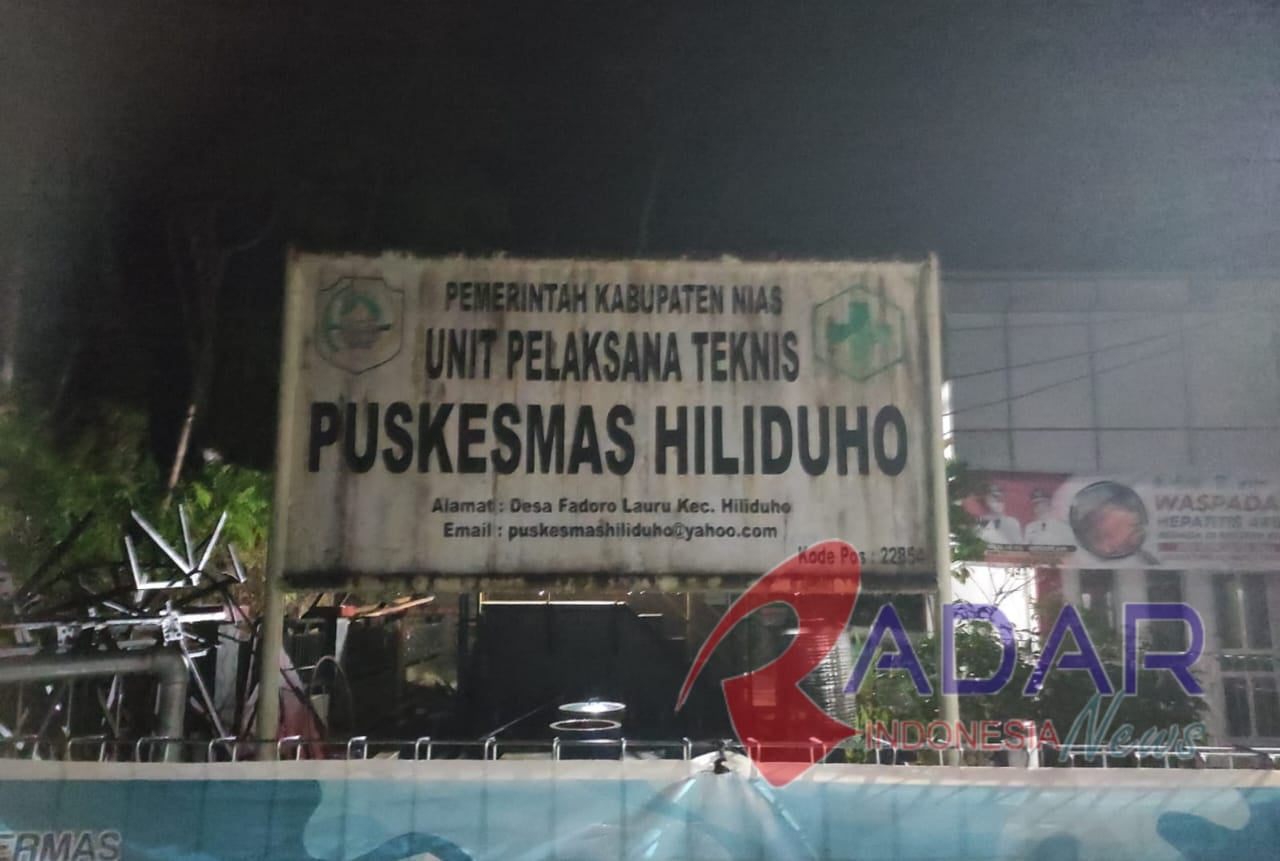 PEMERINTAH KABUPATEN NIAS
UNIT PELAKSANA TEKNIS
PUSKESMAS HILIDUHO
Alamat : Desa Fadoro Lauru Kec. Hiliduho
Email : puskesmashiliduho@yahoo.com
Kode Pos : 22854
WASPADA
HEPATITIS
RADAR
INDONESIA News
ERMAS